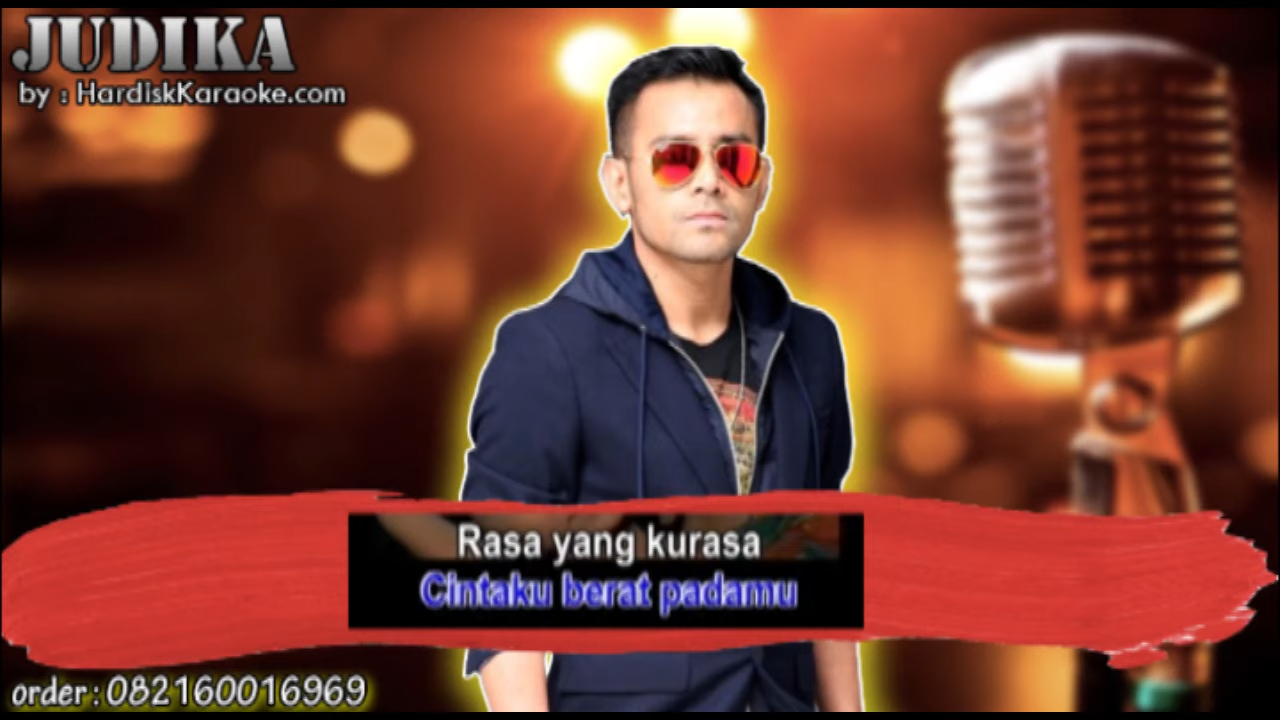 JUDIKA
by : HardiskKaraoke.com
Rasa yang kurasa
Cintaku berat padamu
order : 082160016969